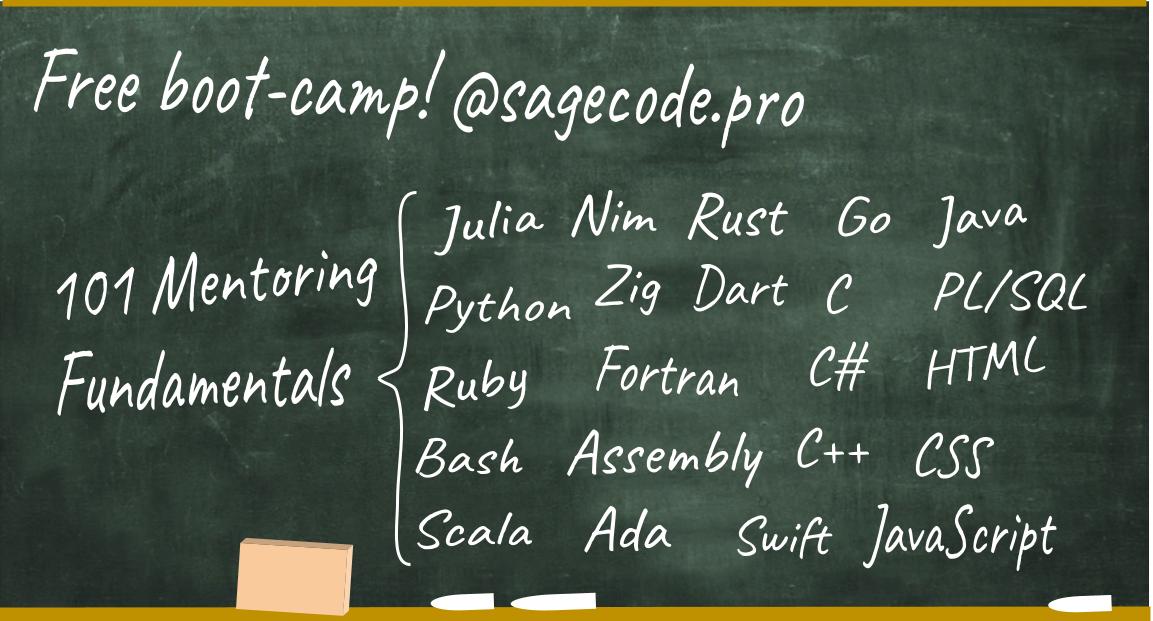 Free boot-camp! @sagecode.pro
101 Mentoring
Fundamentals
Julia Nim Rust Go Java
Python Zig Dart C PL/SQL
Ruby Fortran C# HTML
Bash Assembly C++ CSS
Scala Ada Swift JavaScript